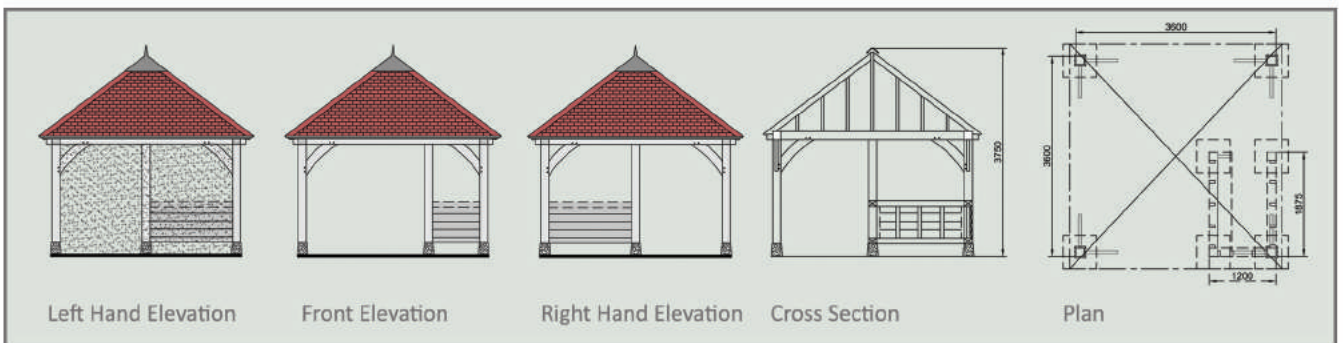 3600
3750
3600
1875
1200
Left Hand Elevation
Front Elevation
Right Hand Elevation
Cross Section
Plan